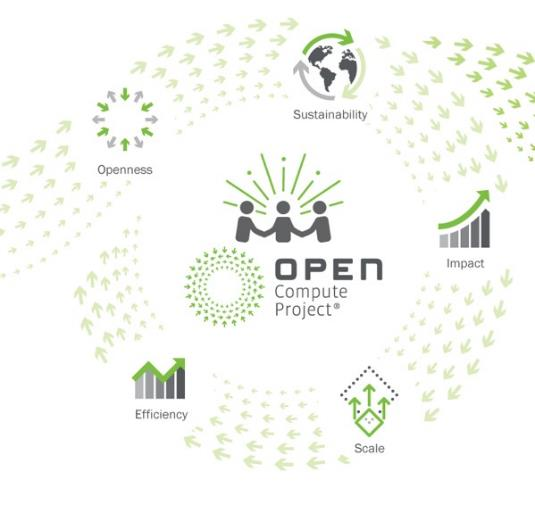 Sustainability
Openness
Impact
OPEN
Compute
Project®
Efficiency
Scale